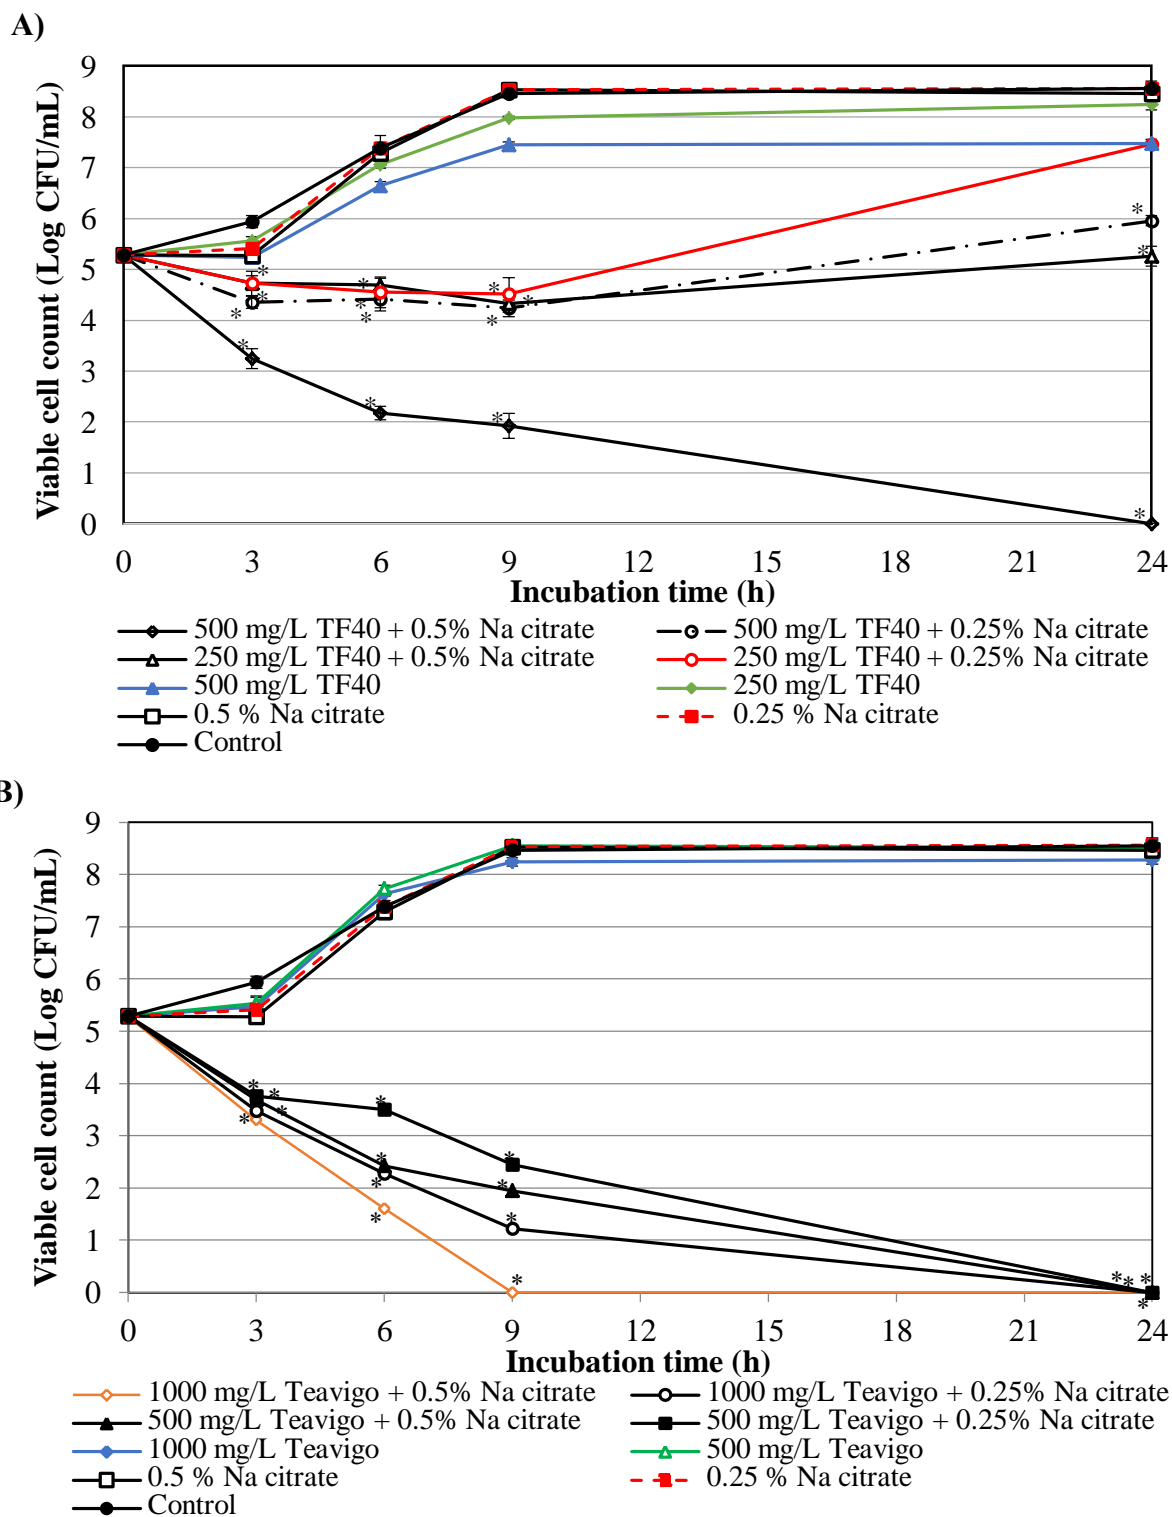 A)
9
8
7
6
5
4
3
2
1
0
Viable cell count (Log CFU/mL)
* * * * * * * * * * * * * * *
0 3 6 9 12 15 18 21 24
Incubation time (h)
500 mg/L TF40 + 0.5% Na citrate 500 mg/L TF40 + 0.25% Na citrate
250 mg/L TF40 + 0.5% Na citrate 250 mg/L TF40 + 0.25% Na citrate
500 mg/L TF40 250 mg/L TF40
0.5 % Na citrate 0.25 % Na citrate
Control
B)
9
8
7
6
5
4
3
2
1
0
Viable cell count (Log CFU/mL)
* * * * * * * * * * * * * * * *
0 3 6 9 12 15 18 21 24
Incubation time (h)
1000 mg/L Teavigo + 0.5% Na citrate 1000 mg/L Teavigo + 0.25% Na citrate
500 mg/L Teavigo + 0.5% Na citrate 500 mg/L Teavigo + 0.25% Na citrate
1000 mg/L Teavigo 500 mg/L Teavigo
0.5 % Na citrate 0.25 % Na citrate
Control